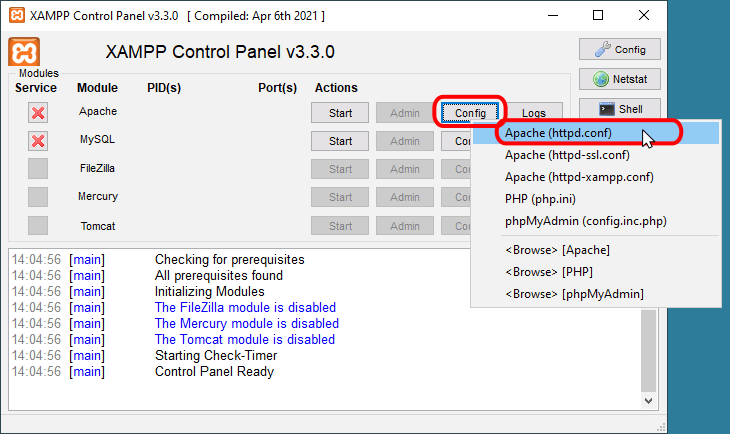 XAMPP Control Panel v3.3.0 [ Compiled: Apr 6th 2021 ]
XAMPP Control Panel v3.3.0
Config
Modules
Service Module PID(s) Port(s) Actions
Netstat
Apache Start Admin Config Logs
Shell
MySQL Start Admin
FileZilla Start Admin
Mercury Start Admin
Tomcat Start Admin
Apache (httpd.conf)
Apache (httpd-ssl.conf)
Apache (httpd-xampp.conf)
PHP (php.ini)
phpMyAdmin (config.inc.php)
<Browse> [Apache]
<Browse> [PHP]
<Browse> [phpMyAdmin]
14:04:56 [main] Checking for prerequisites
14:04:56 [main] All prerequisites found
14:04:56 [main] Initializing Modules
14:04:56 [main] The FileZilla module is disabled
14:04:56 [main] The Mercury module is disabled
14:04:56 [main] The Tomcat module is disabled
14:04:56 [main] Starting Check-Timer
14:04:56 [main] Control Panel Ready